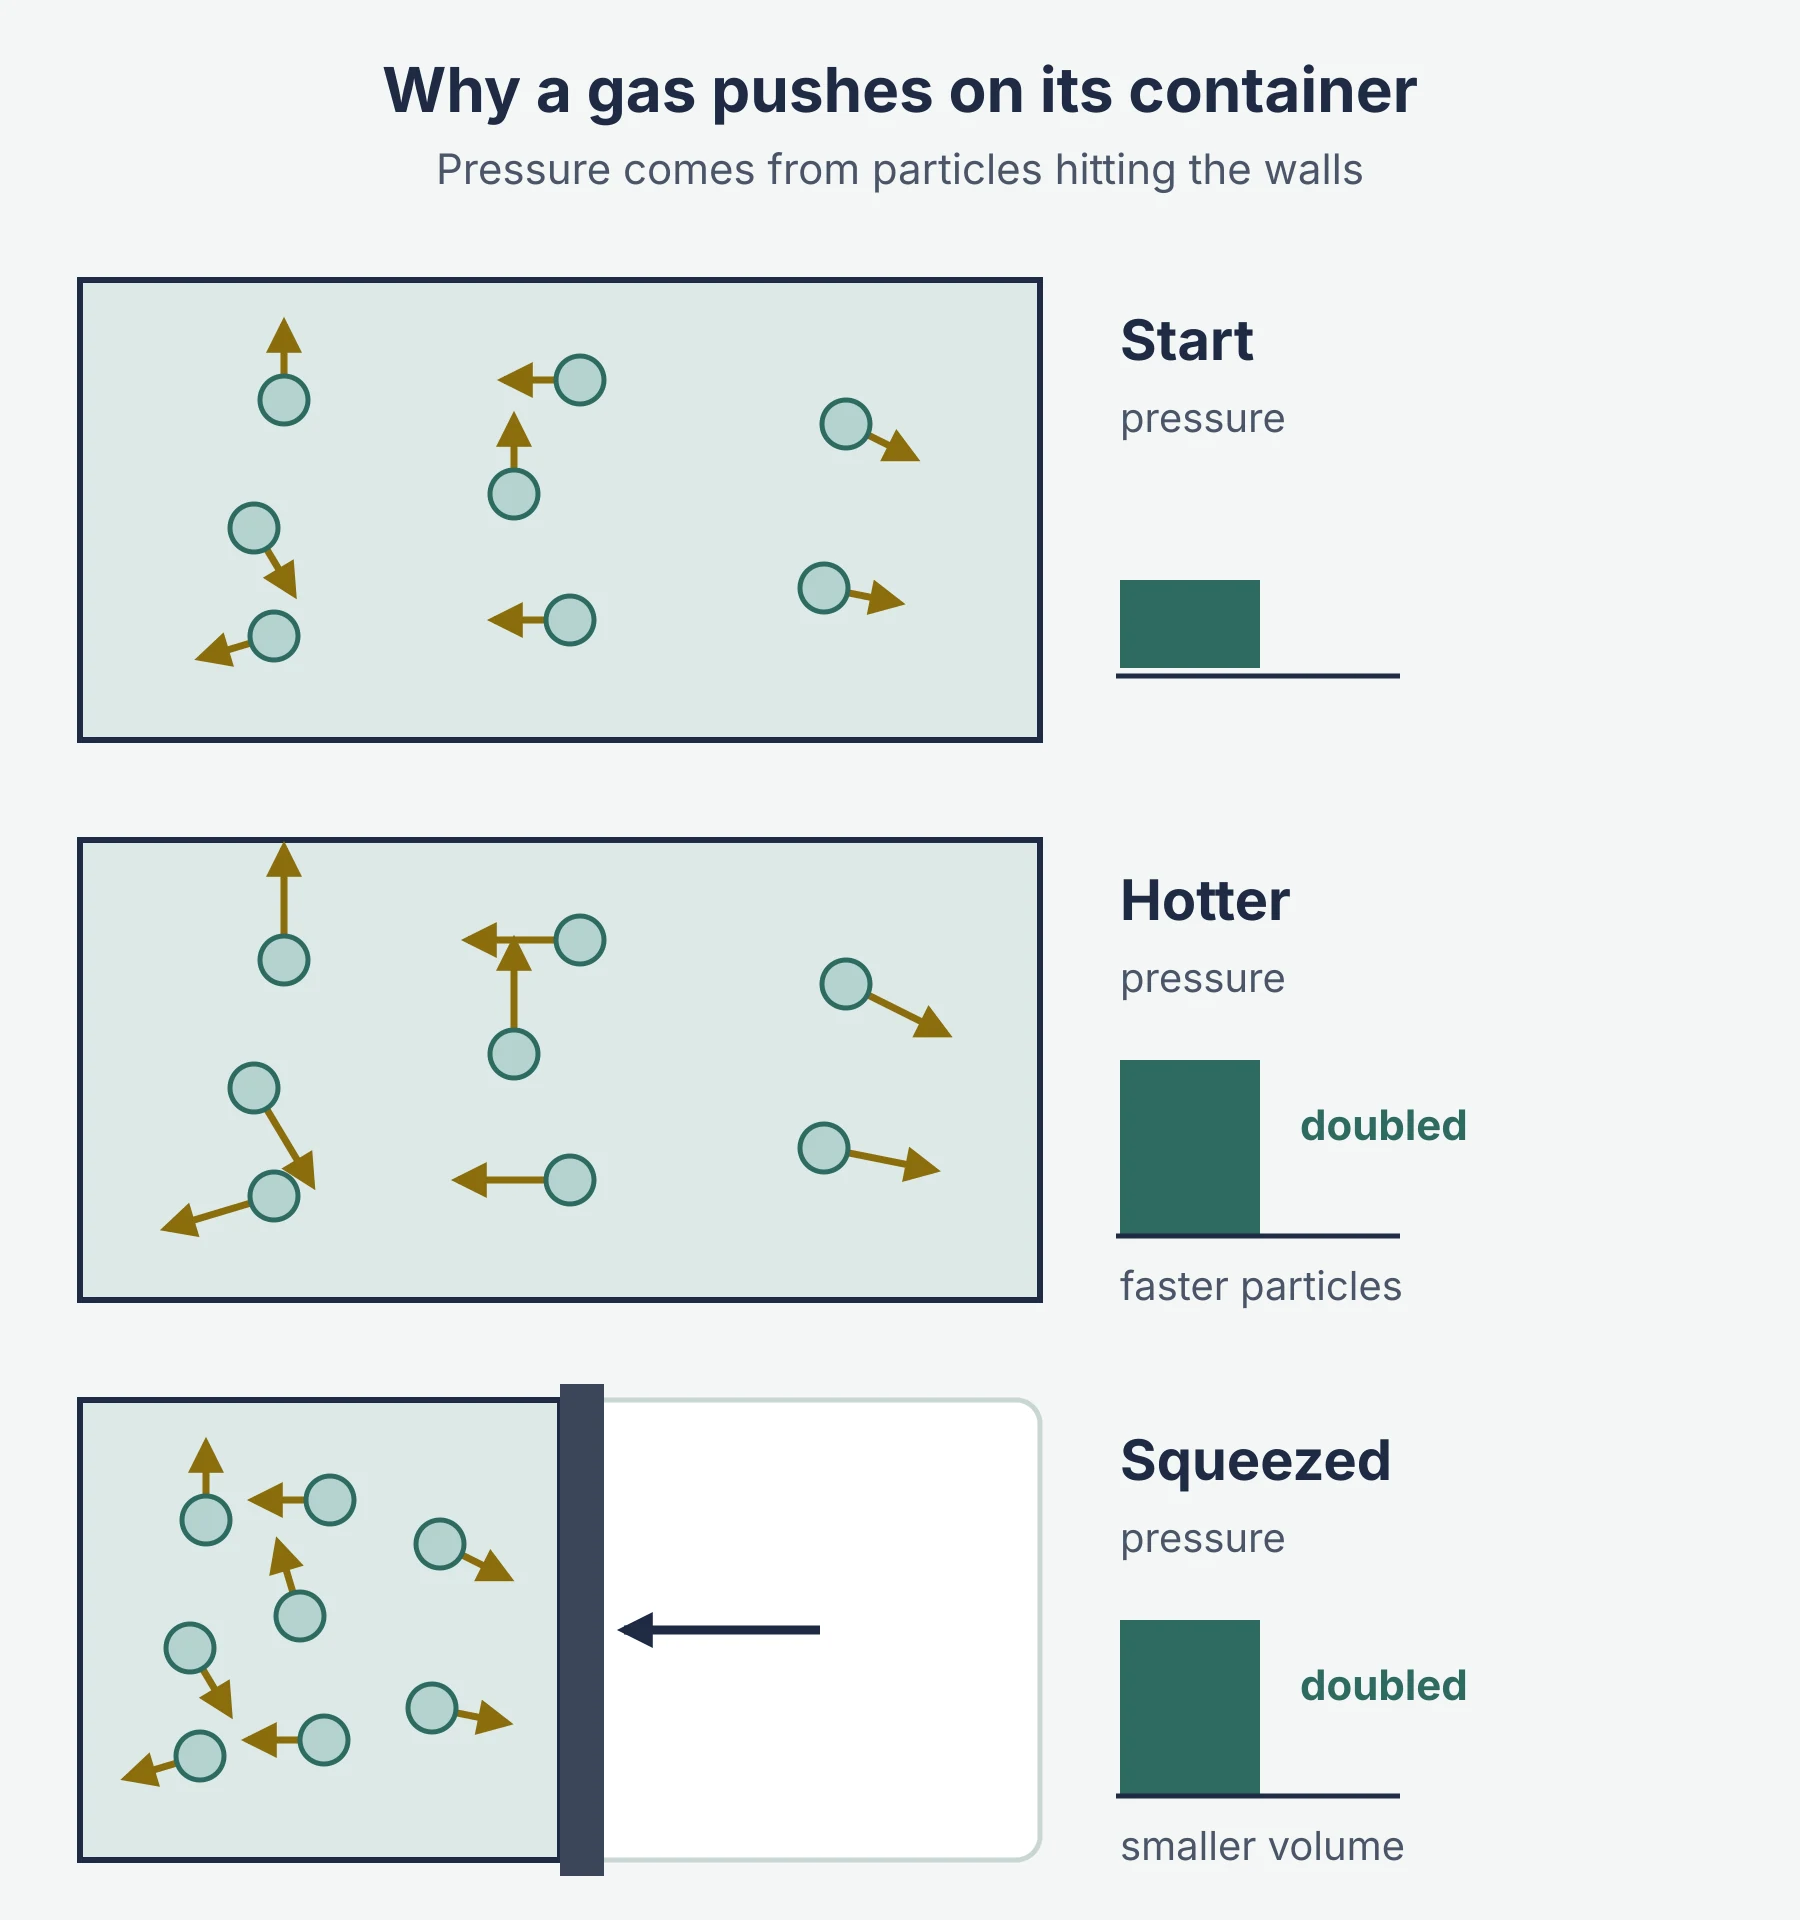 Why a gas pushes on its container
Pressure comes from particles hitting the walls
Start
pressure
Hotter
pressure
doubled
faster particles
Squeezed
pressure
doubled
smaller volume